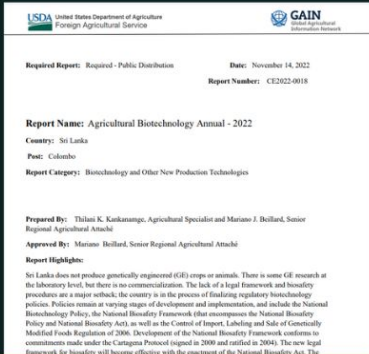 USDA United States Department of Agriculture
Foreign Agricultural Service
GAIN
Global Agricultural
Information Network
Required Report: Required - Public Distribution
Date: November 14, 2022
Report Number: CE2022-0018
Report Name: Agricultural Biotechnology Annual - 2022
Country: Sri Lanka
Post: Colombo
Report Category: Biotechnology and Other New Production Technologies
Prepared By: Thilani K. Kankanange, Agricultural Specialist and Mariano J. Beillard, Senior
Regional Agricultural Attaché
Approved By: Mariano Beillard, Senior Regional Agricultural Attaché
Report Highlights:
Sri Lanka does not produce genetically engineered (GE) crops or animals. There is some GE research at
the laboratory level, but there is no commercialization. The lack of a legal framework and biosafety
procedures are a major setback; the country is in the process of finalizing regulatory biotechnology
policies. Policies remain at varying stages of development and implementation, and include the National
Biotechnology Policy, the National Biosafety Framework (that encompasses the National Biosafety
Policy and National Biosafety Act), as well as the Control of Import, Labeling and Sale of Genetically
Modified Foods Regulation of 2006. Development of the National Biosafety Framework conforms to
commitments made under the Cartagena Protocol (signed in 2000 and ratified in 2004). The new legal
framework for biosafety will become effective with the enactment of the National Biosafety Act. The